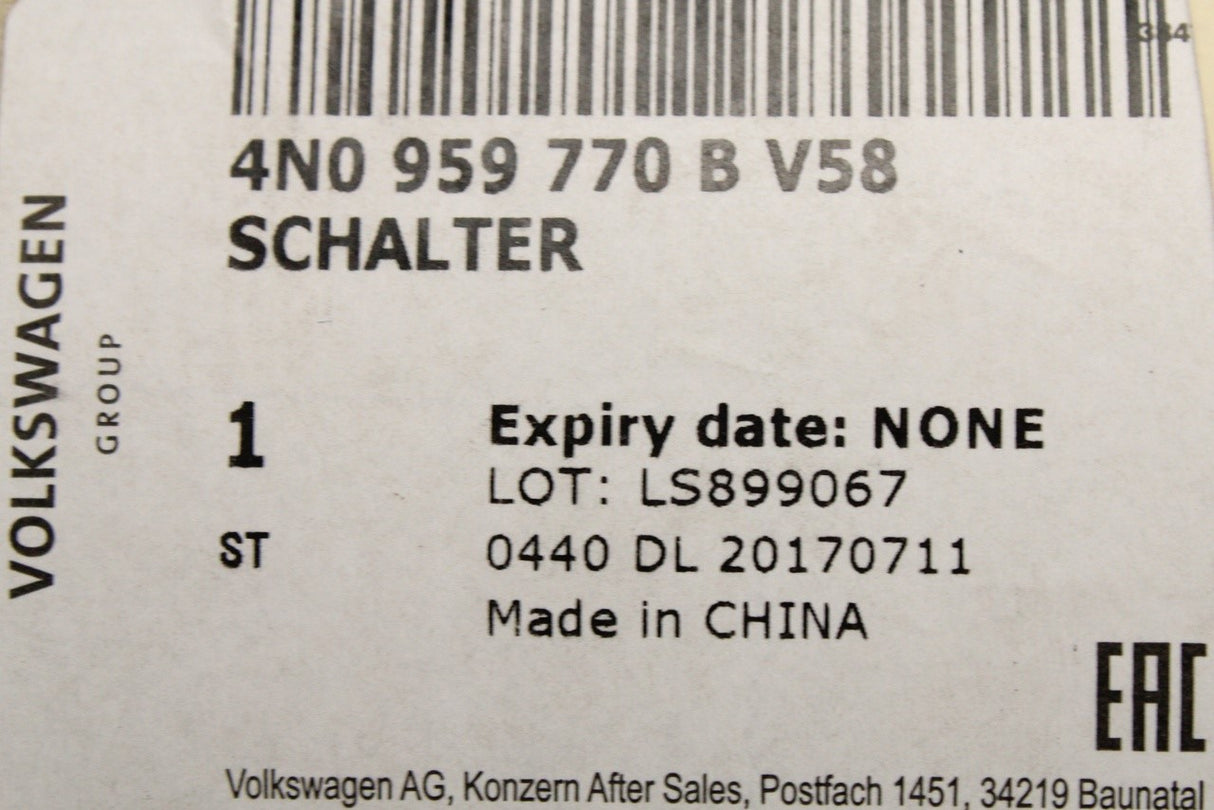 384
4N0 959 770 B V58
SCHALTER
VOLKSWAGEN
GROUP
1
Expiry date: NONE
LOT: LS899067
ST
0440 DL 20170711
Made in CHINA
EAC
Volkswagen AG, Konzern After Sales, Postfach 1451, 34219 Baunatal